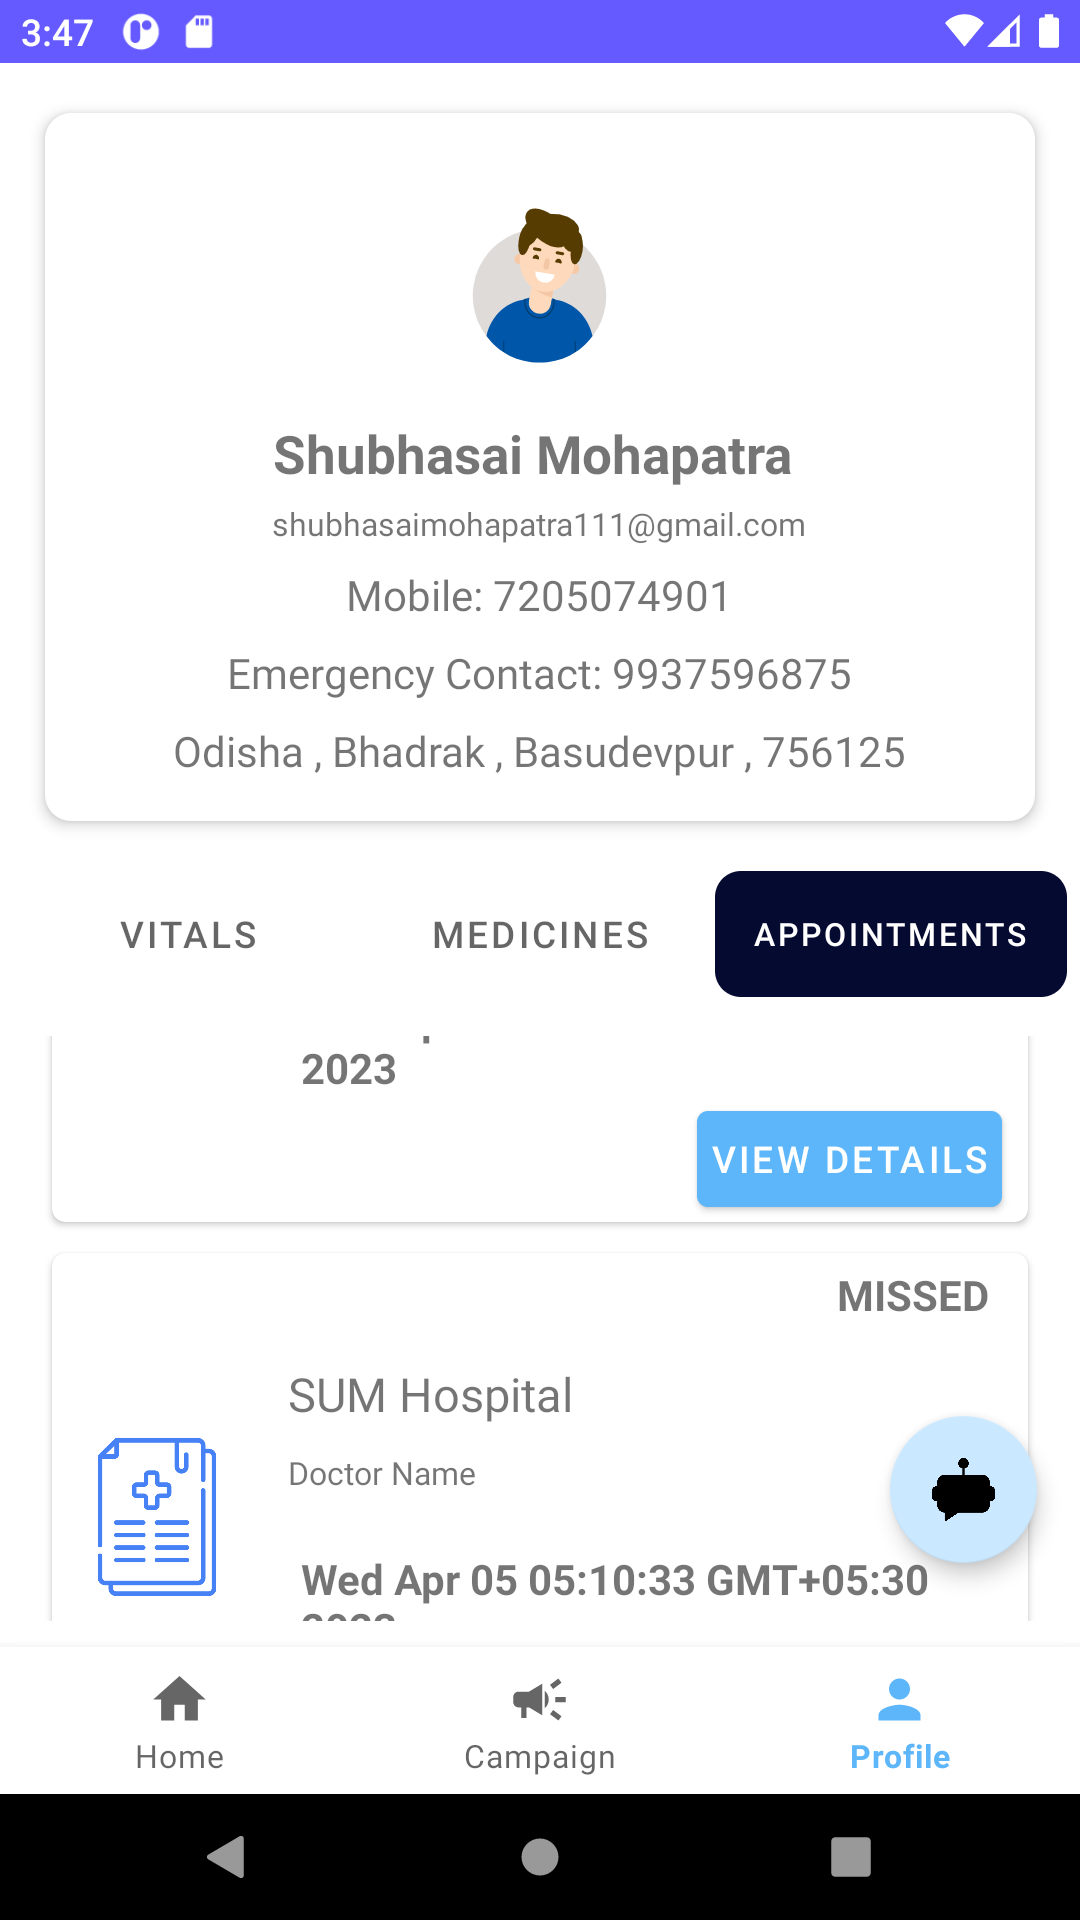 3:47
Shubhasai Mohapatra
shubhasaimohapatra111@gmail.com
Mobile: 7205074901
Emergency Contact: 9937596875
Odisha , Bhadrak , Basudevpur , 756125
VITALS MEDICINES APPOINTMENTS
2023
VIEW DETAILS
MISSED
SUM Hospital
Doctor Name
Wed Apr 05 05:10:33 GMT+05:30
Home Campaign Profile